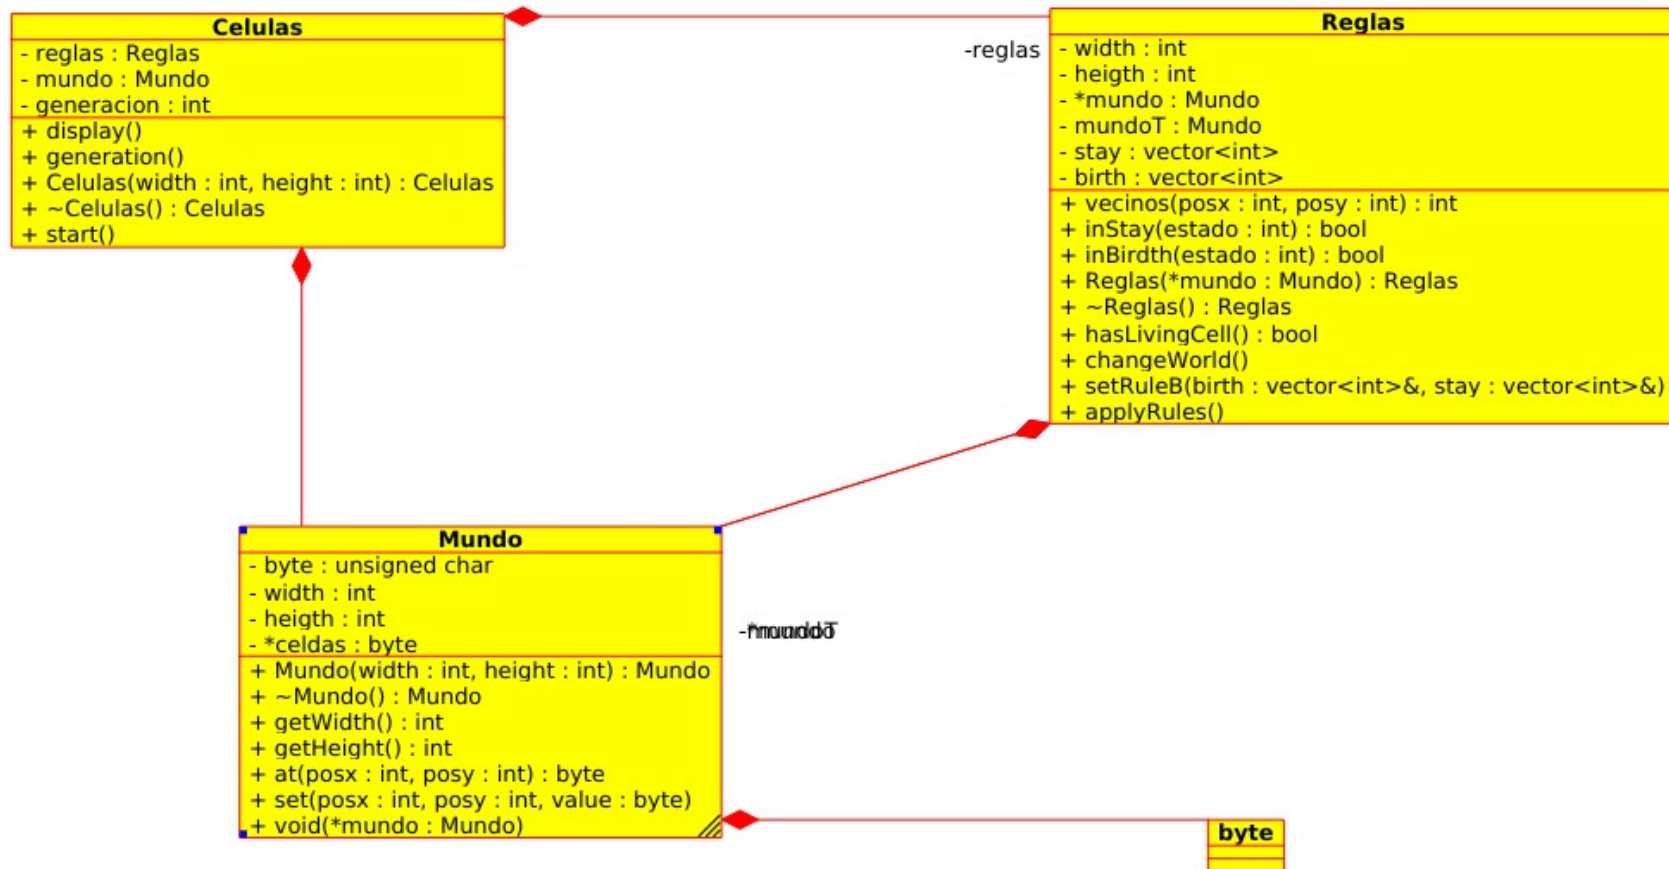 Celulas
- reglas : Reglas
- mundo : Mundo
- generacion : int
+ display()
+ generation()
+ Celulas(width : int, height : int) : Celulas
+ ~Celulas() : Celulas
+ start()
-reglas
Reglas
- width : int
- heigth : int
- *mundo : Mundo
- mundoT : Mundo
- stay : vector<int>
- birth : vector<int>
+ vecinos(posx : int, posy : int) : int
+ inStay(estado : int) : bool
+ inBirdth(estado : int) : bool
+ Reglas(*mundo : Mundo) : Reglas
+ ~Reglas() : Reglas
+ hasLivingCell() : bool
+ changeWorld()
+ setRuleB(birth : vector<int>&, stay : vector<int>&)
+ applyRules()
Mundo
- byte : unsigned char
- width : int
- heigth : int
- *celdas : byte
+ Mundo(width : int, height : int) : Mundo
+ ~Mundo() : Mundo
+ getWidth() : int
+ getHeight() : int
+ at(posx : int, posy : int) : byte
+ set(posx : int, posy : int, value : byte)
+ void(*mundo : Mundo)
byte